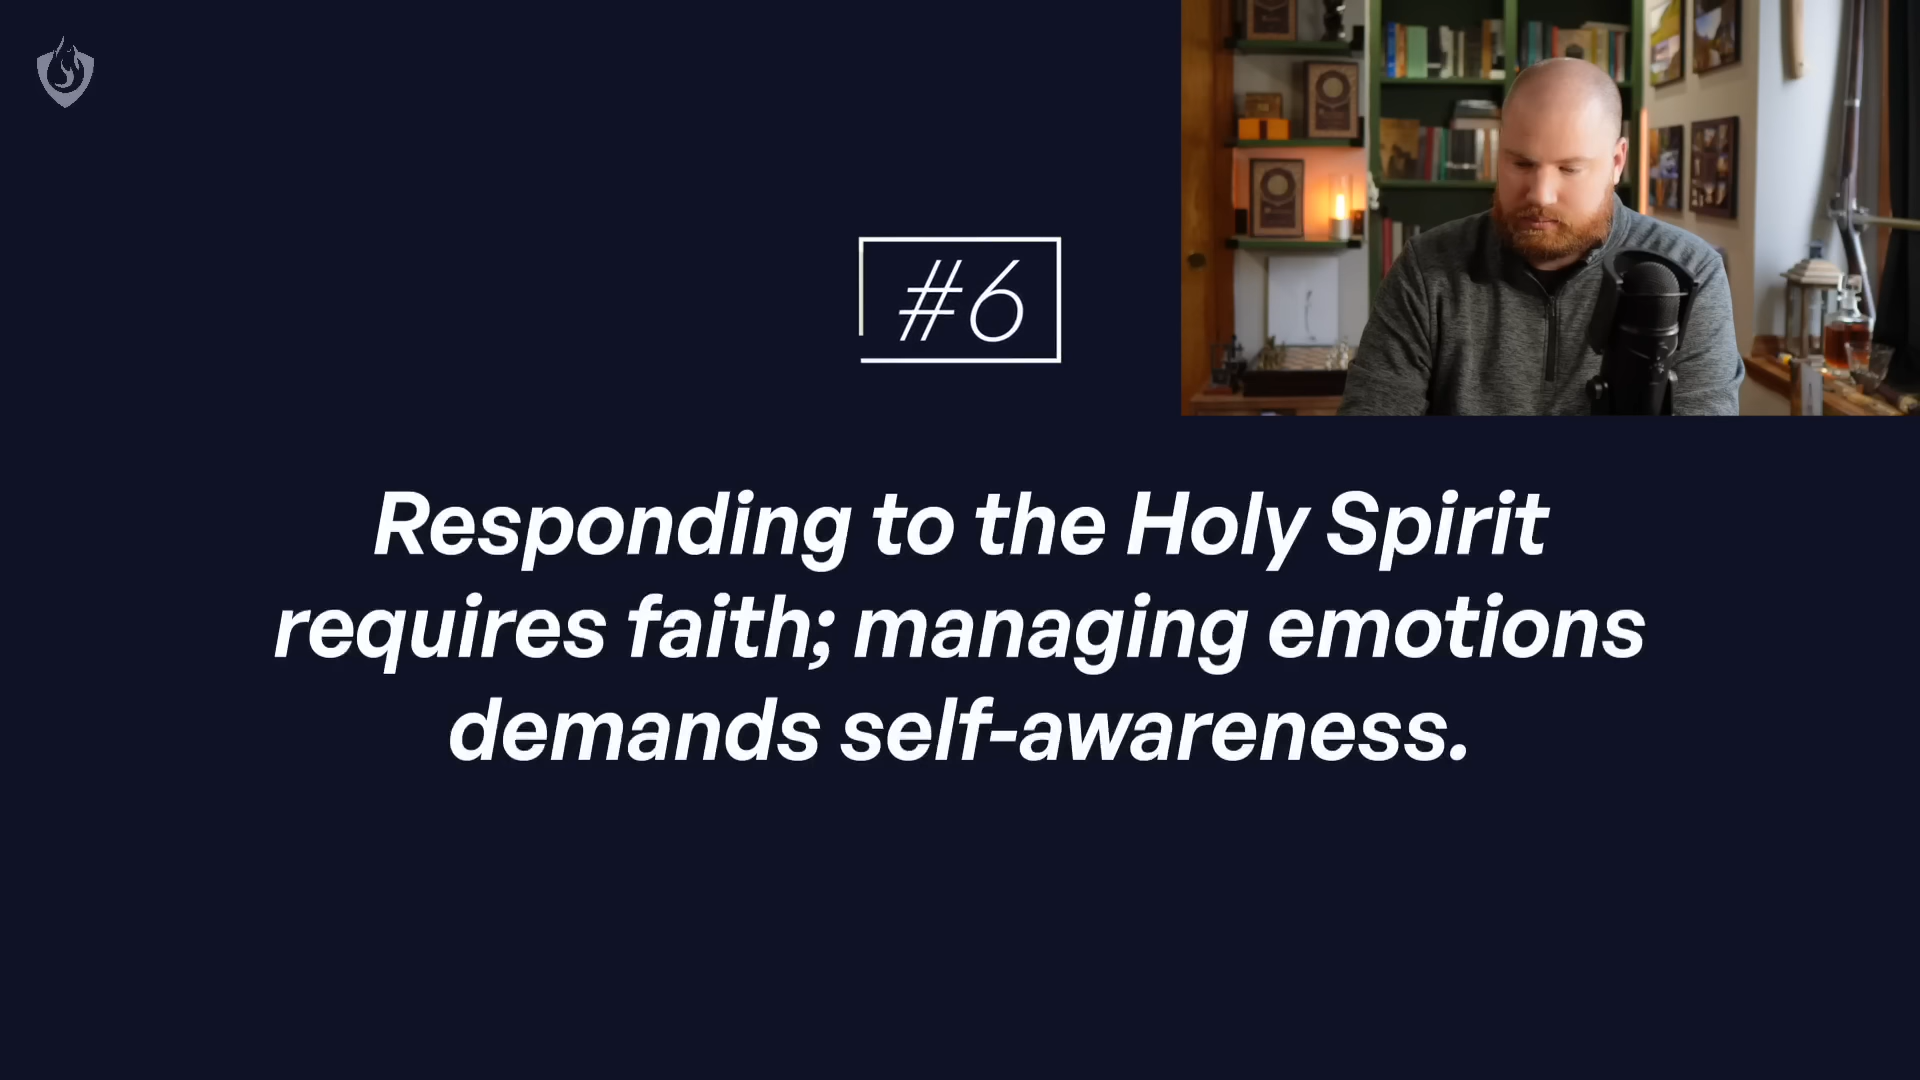 #6
Responding to the Holy Spirit
requires faith; managing emotions
demands self-awareness.